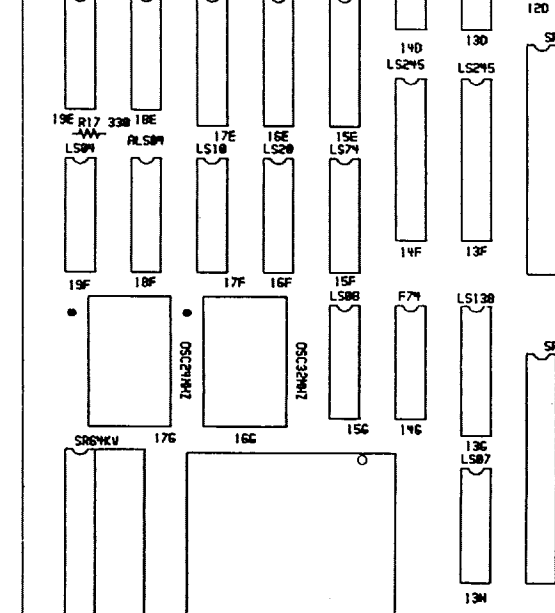 12D
14D
13D
LS245
LS245
19E
R17 330
18E
17E
16E
15E
LS04
ALS04
LS10
LS20
LS74
14F
13F
19F
18F
17F
16F
15F
LS08
F74
LS138
OSC24MHZ
OSC32MHZ
17G
16G
15G
14G
13G
SR64KW
LS07
13H